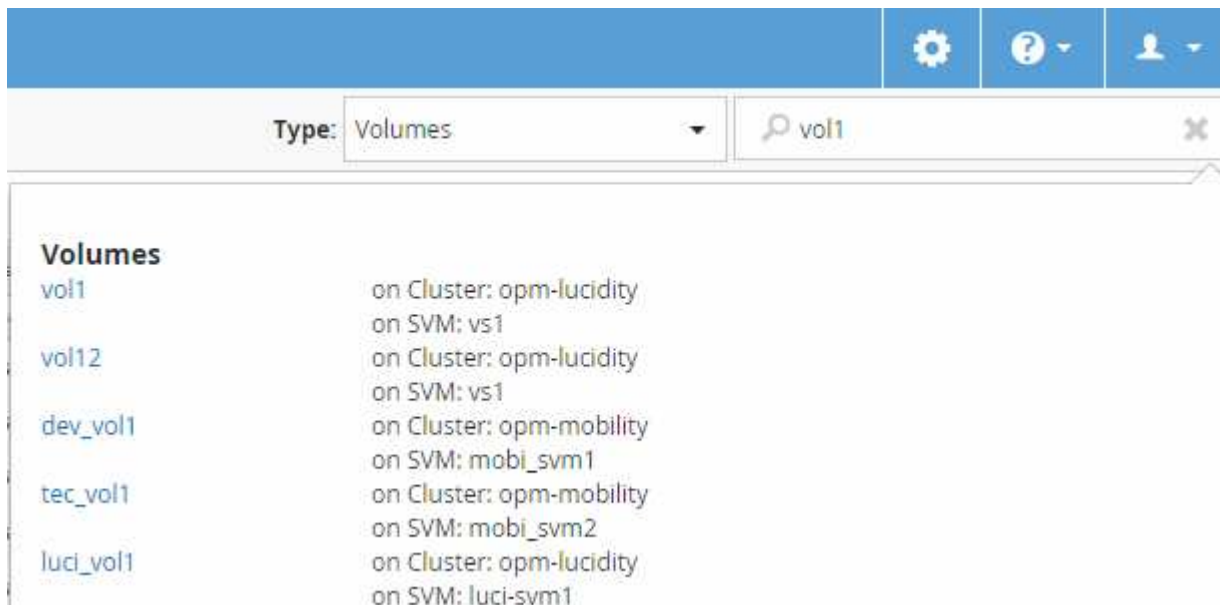 Type: Volumes vol1
Volumes
vol1 on Cluster: opm-lucidity
on SVM: vs1
vol12 on Cluster: opm-lucidity
on SVM: vs1
dev_vol1 on Cluster: opm-mobility
on SVM: mobi_svm1
tec_vol1 on Cluster: opm-mobility
on SVM: mobi_svm2
luci_vol1 on Cluster: opm-lucidity
on SVM: luci-svm1